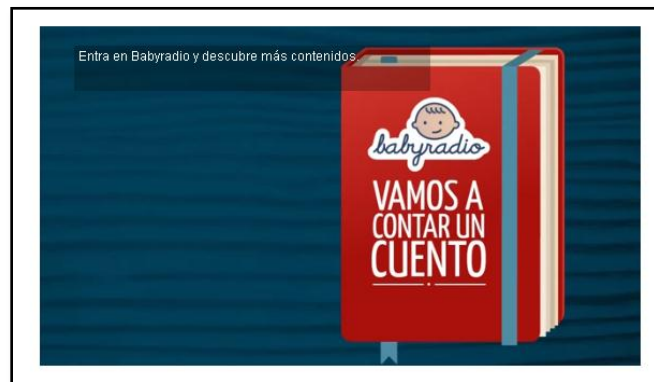 Entra en Babyradio y descubre más contenidos.
babyradio
VAMOS A
CONTAR UN
CUENTO